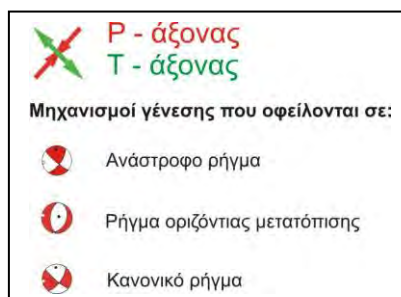 P - άξονας
T - άξονας
Μηχανισμοί γένεσης που οφείλονται σε:
Ανάστροφο ρήγμα
Ρήγμα οριζόντιας μετατόπισης
Κανονικό ρήγμα